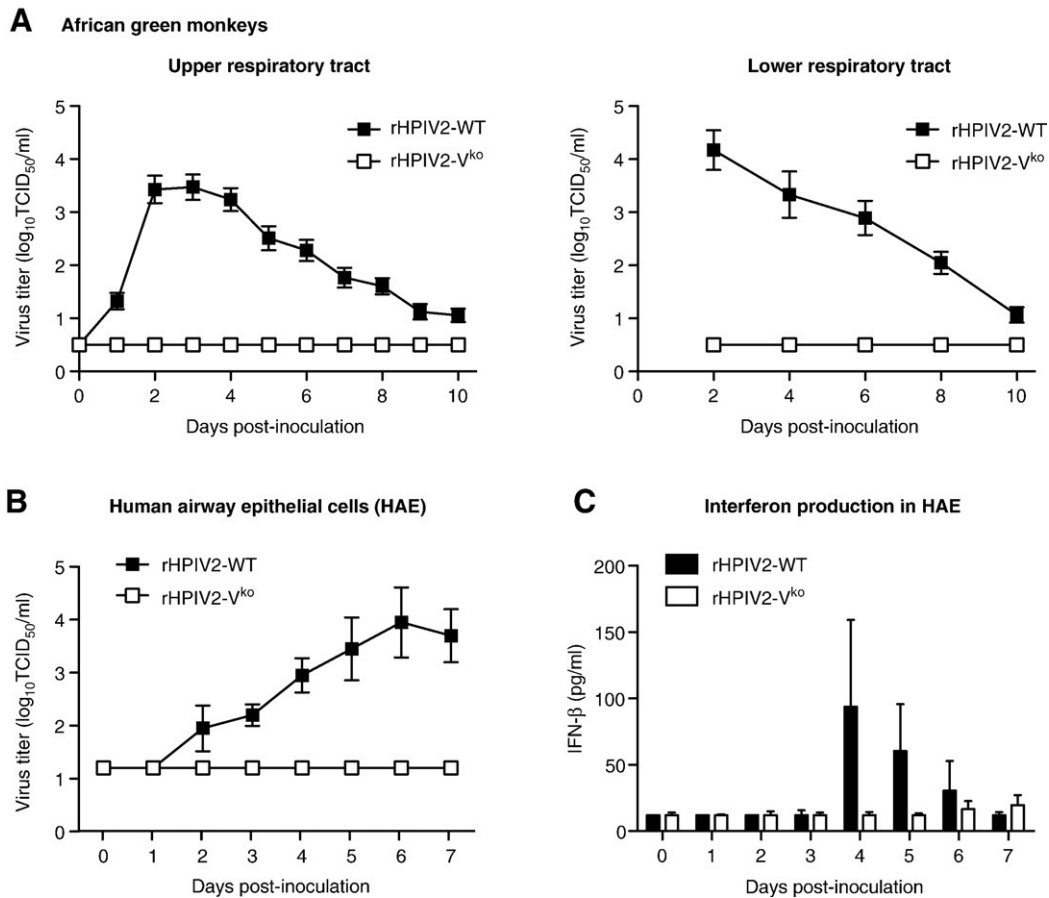 A African green monkeys
Upper respiratory tract
Virus titer (log₁₀TCID₅₀/ml)
5
4
3
2
1
0
rHPIV2-WT
rHPIV2-Vᵏᵒ
0 2 4 6 8 10
Days post-inoculation
Lower respiratory tract
Virus titer (log₁₀TCID₅₀/ml)
5
4
3
2
1
0
rHPIV2-WT
rHPIV2-Vᵏᵒ
0 2 4 6 8 10
Days post-inoculation
B Human airway epithelial cells (HAE)
Virus titer (log₁₀TCID₅₀/ml)
5
4
3
2
1
0
rHPIV2-WT
rHPIV2-Vᵏᵒ
0 1 2 3 4 5 6 7
Days post-inoculation
C Interferon production in HAE
IFN-β (pg/ml)
200
150
100
50
0
rHPIV2-WT
rHPIV2-Vᵏᵒ
0 1 2 3 4 5 6 7
Days post-inoculation